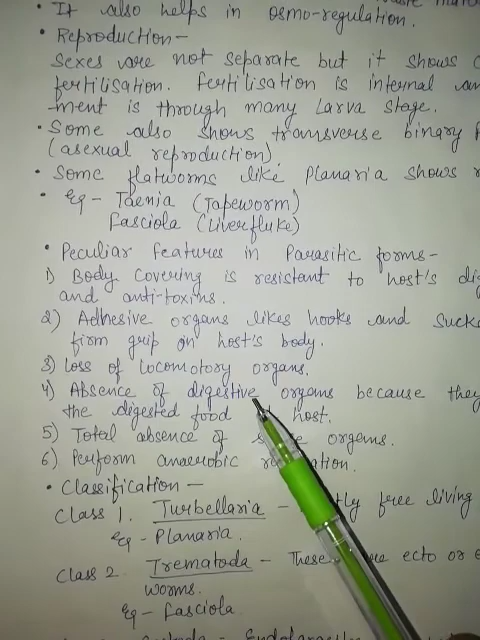 • It also helps in osmo-regulation.
• Reproduction –
Sexes are not separate but it shows
fertilisation. Fertilisation is internal
ment is through many Larva stage.
• Some also shows transverse binary
(asexual reproduction)
• Some flatworms like Planaria shows
• Eg – Taenia (Tapeworm)
Fasciola (Liverfluke)
• Peculiar features in Parasitic forms –
1) Body Covering is resistant to host's
and anti-toxins.
2) Adhesive organs likes hooks and
firm grip on host's body.
3) Loss of locomotory organs.
4) Absence of digestive organs because they
the digested food host.
5) Total absence of organs.
6) Perform anaerobic
• Classification –
Class 1. Turbellaria – free living
Eg – Planaria.
Class 2. Trematoda – These ecto or
worms.
Eg – Fasciola.